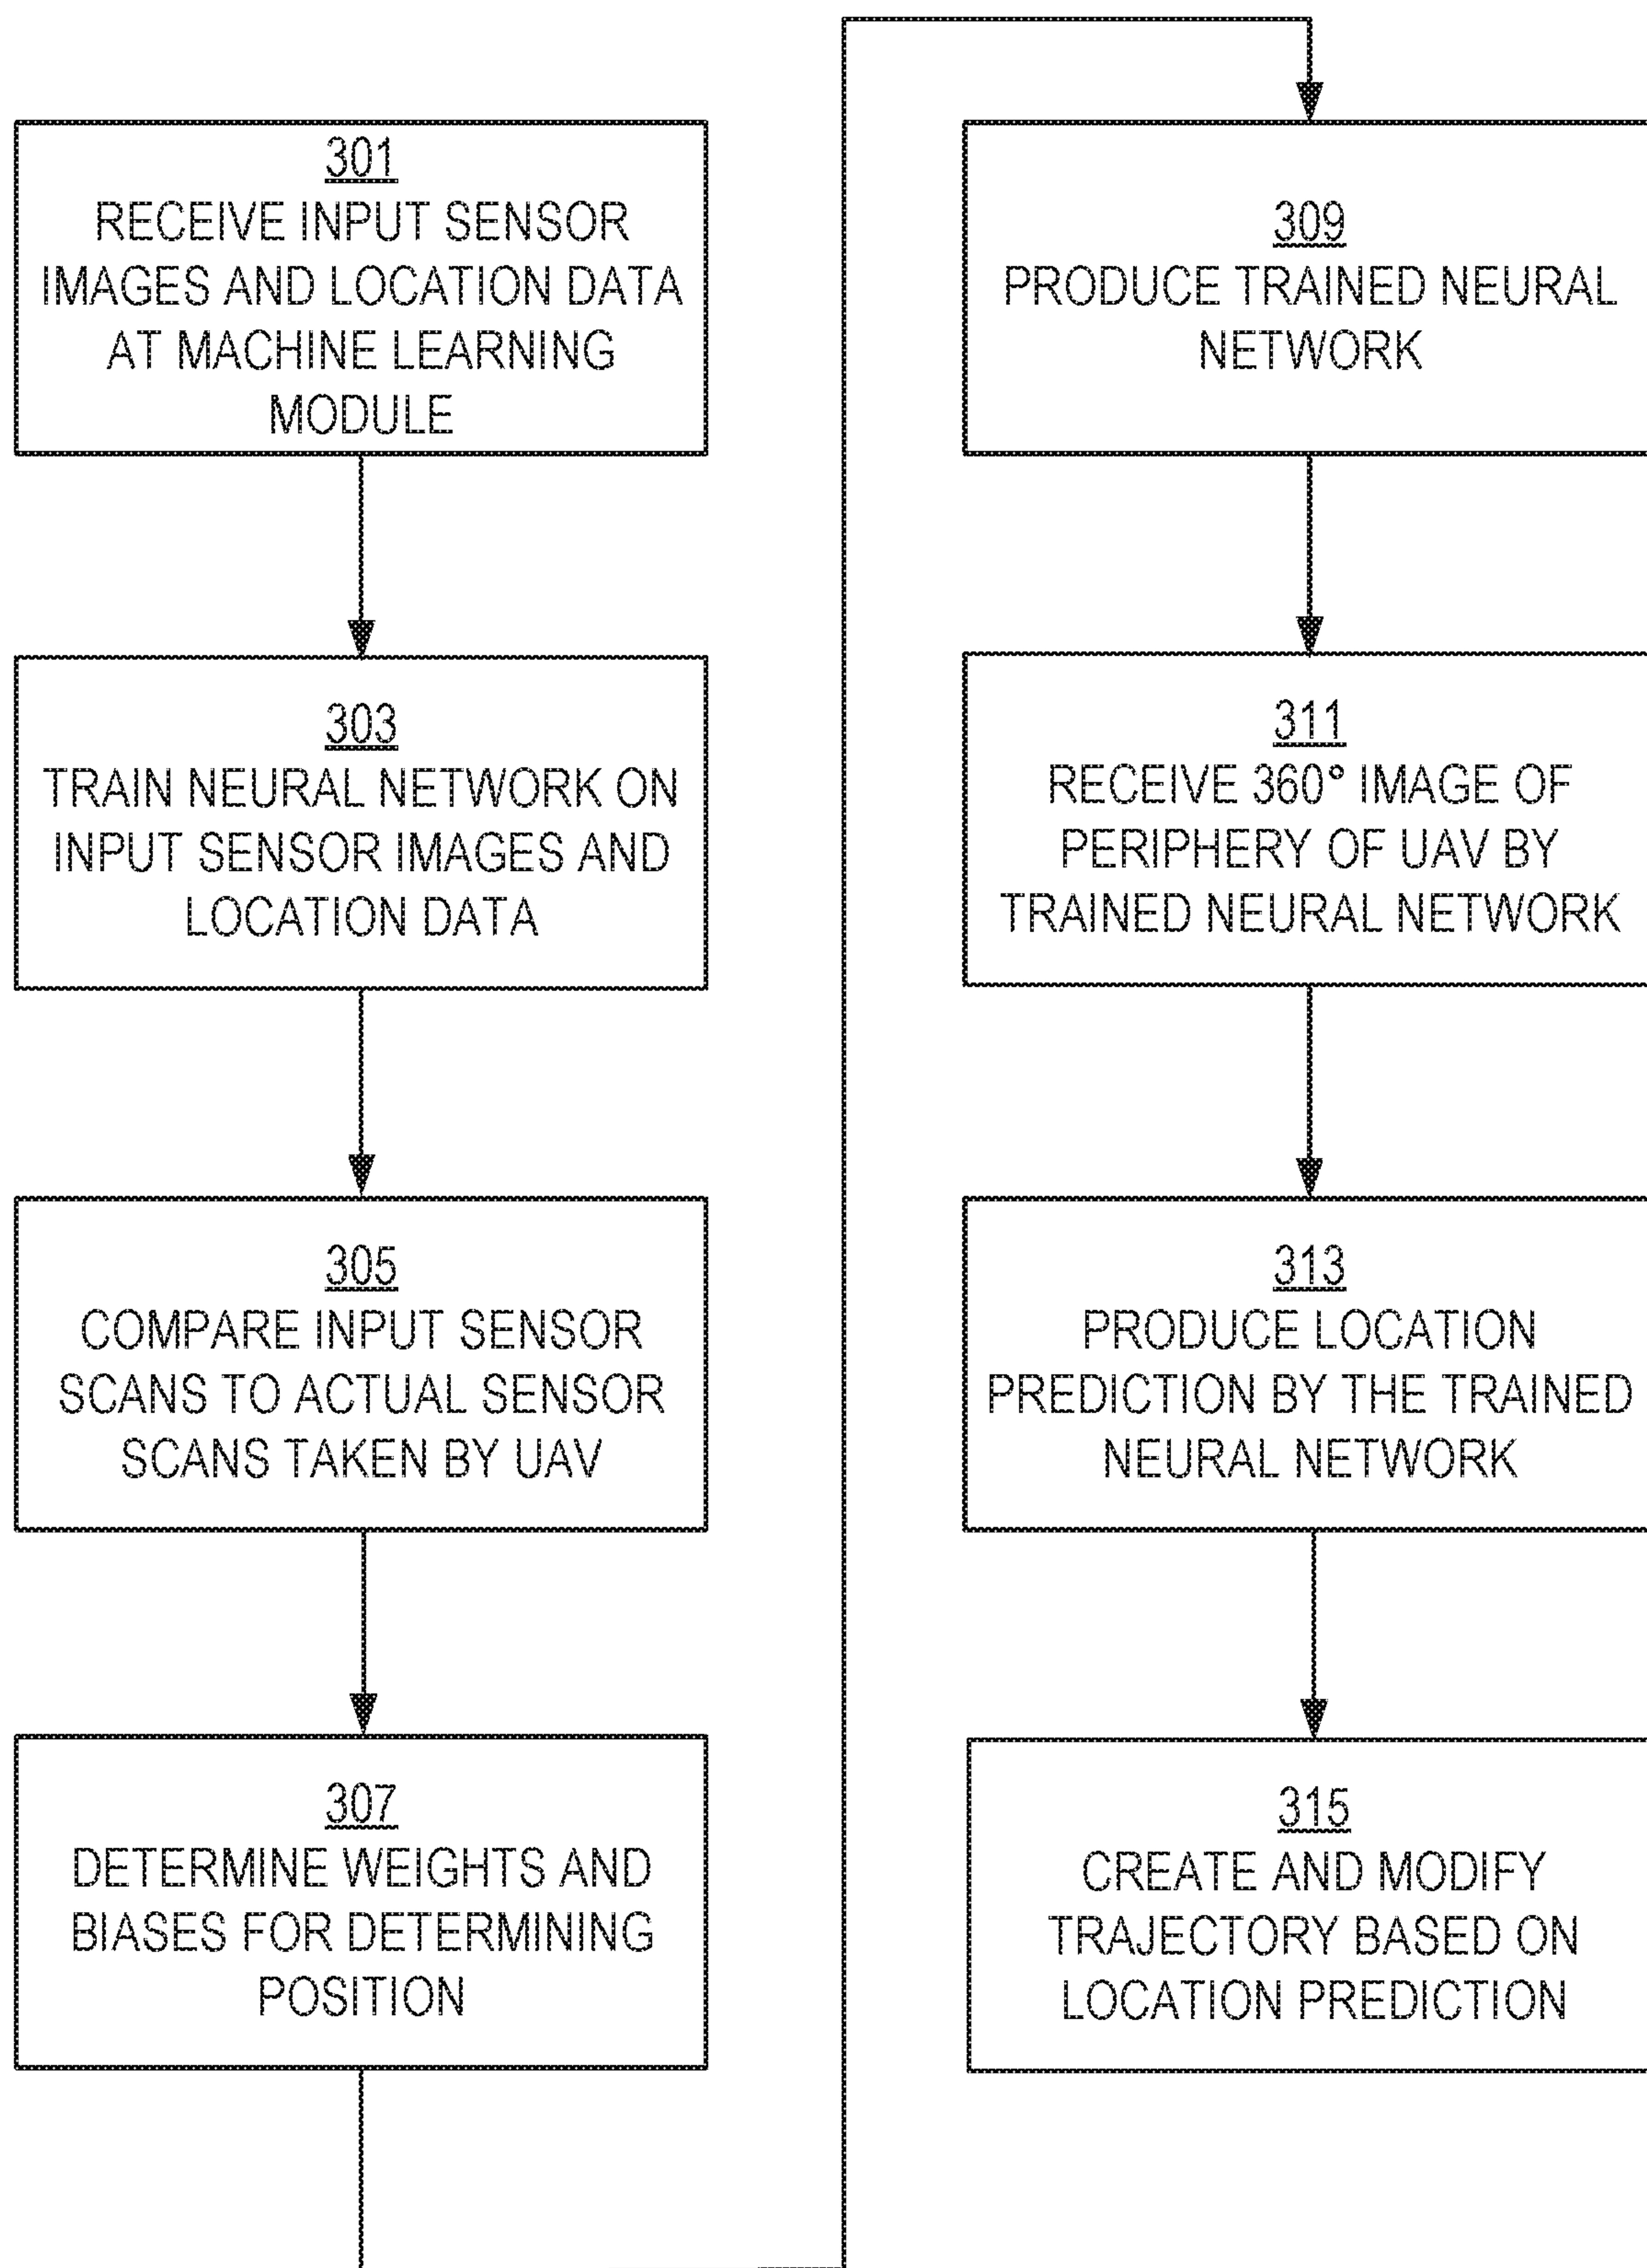 301
RECEIVE INPUT SENSOR
IMAGES AND LOCATION DATA
AT MACHINE LEARNING
MODULE
303
TRAIN NEURAL NETWORK ON
INPUT SENSOR IMAGES AND
LOCATION DATA
305
COMPARE INPUT SENSOR
SCANS TO ACTUAL SENSOR
SCANS TAKEN BY UAV
307
DETERMINE WEIGHTS AND
BIASES FOR DETERMINING
POSITION
309
PRODUCE TRAINED NEURAL
NETWORK
311
RECEIVE 360° IMAGE OF
PERIPHERY OF UAV BY
TRAINED NEURAL NETWORK
313
PRODUCE LOCATION
PREDICTION BY THE TRAINED
NEURAL NETWORK
315
CREATE AND MODIFY
TRAJECTORY BASED ON
LOCATION PREDICTION